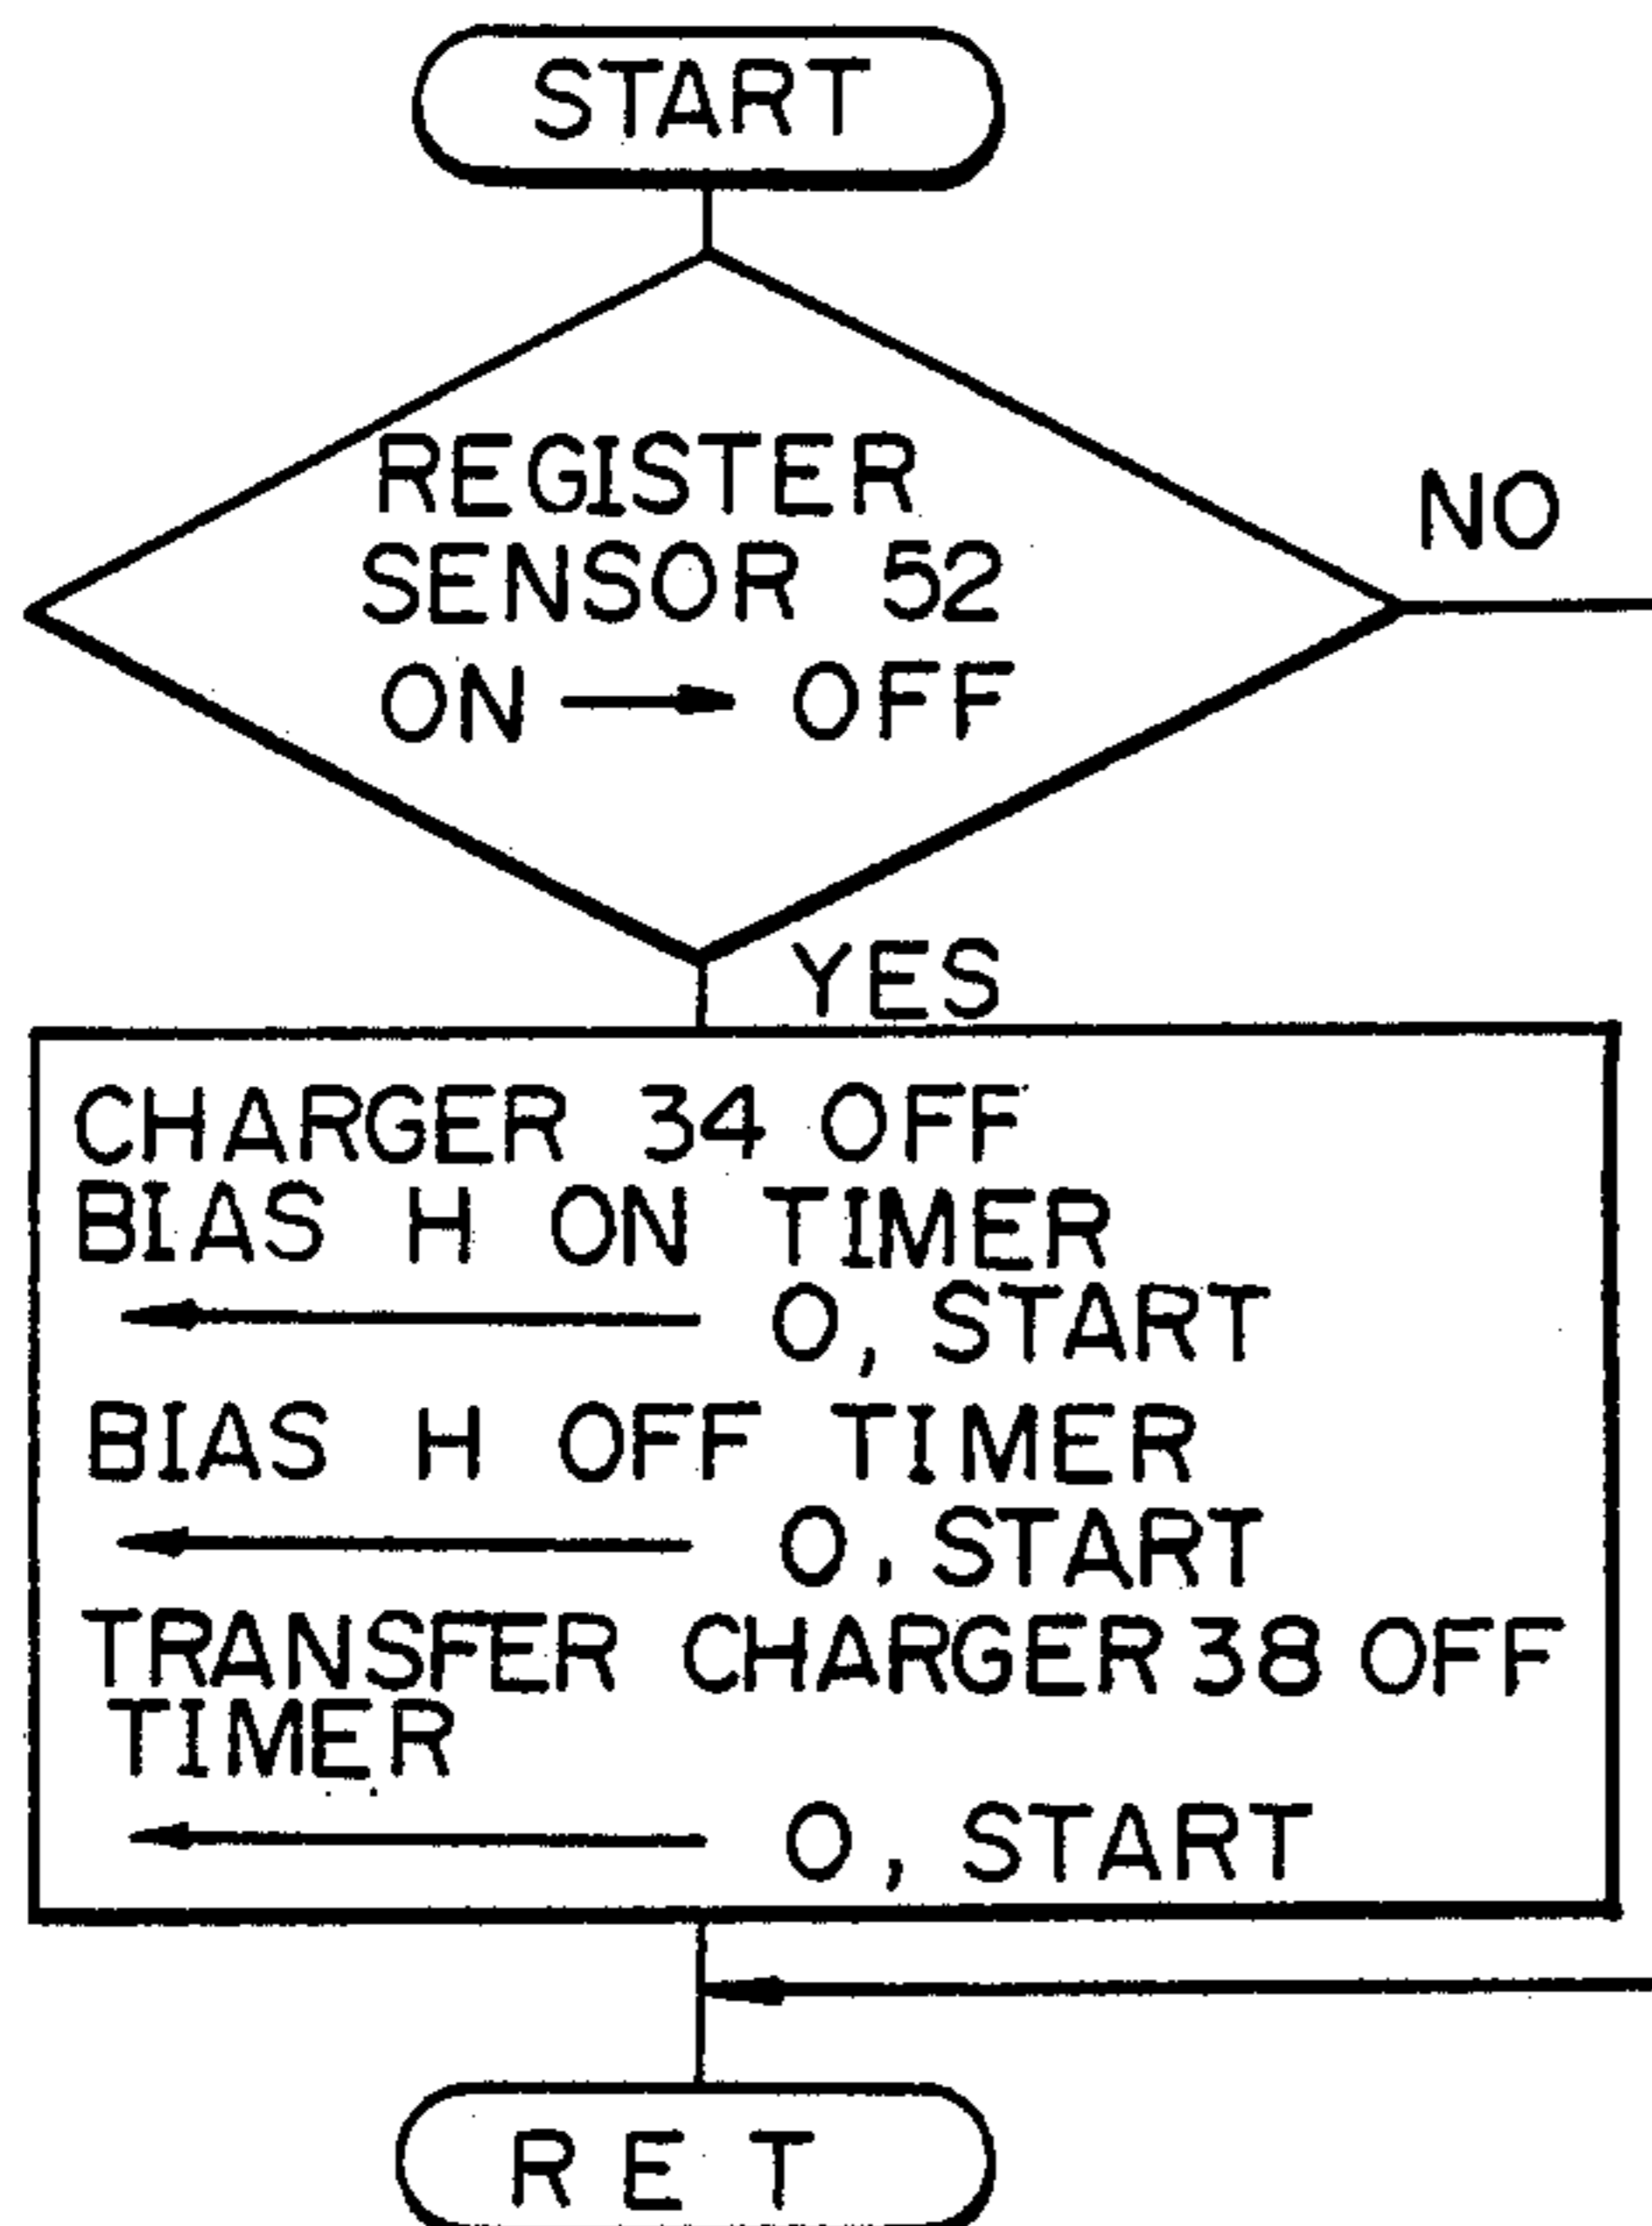 START
REGISTER
SENSOR 52
ON → OFF
NO
YES
CHARGER 34 OFF
BIAS H ON TIMER
← 0, START
BIAS H OFF TIMER
← 0, START
TRANSFER CHARGER 38 OFF
TIMER
← 0, START
RET